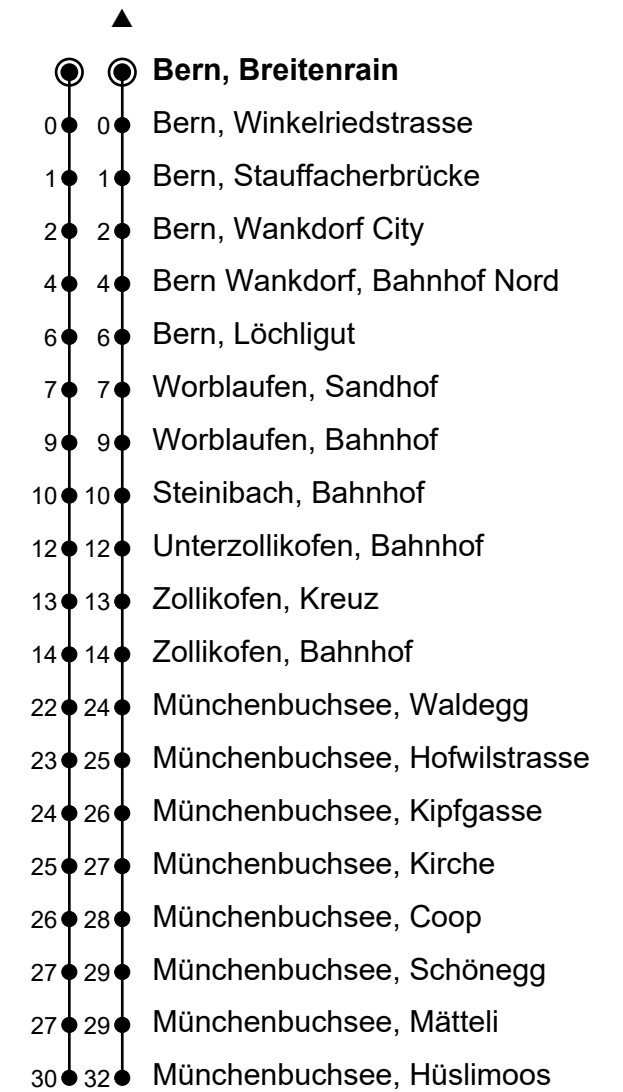 ▲
Bern, Breitenrain
0 0 Bern, Winkelriedstrasse
1 1 Bern, Stauffacherbrücke
2 2 Bern, Wankdorf City
4 4 Bern Wankdorf, Bahnhof Nord
6 6 Bern, Löchligut
7 7 Worblaufen, Sandhof
9 9 Worblaufen, Bahnhof
10 10 Steinibach, Bahnhof
12 12 Unterzollikofen, Bahnhof
13 13 Zollikofen, Kreuz
14 14 Zollikofen, Bahnhof
22 24 Münchenbuchsee, Waldegg
23 25 Münchenbuchsee, Hofwilstrasse
24 26 Münchenbuchsee, Kipfgasse
25 27 Münchenbuchsee, Kirche
26 28 Münchenbuchsee, Coop
27 29 Münchenbuchsee, Schönegg
27 29 Münchenbuchsee, Mätteli
30 32 Münchenbuchsee, Hüslimoos